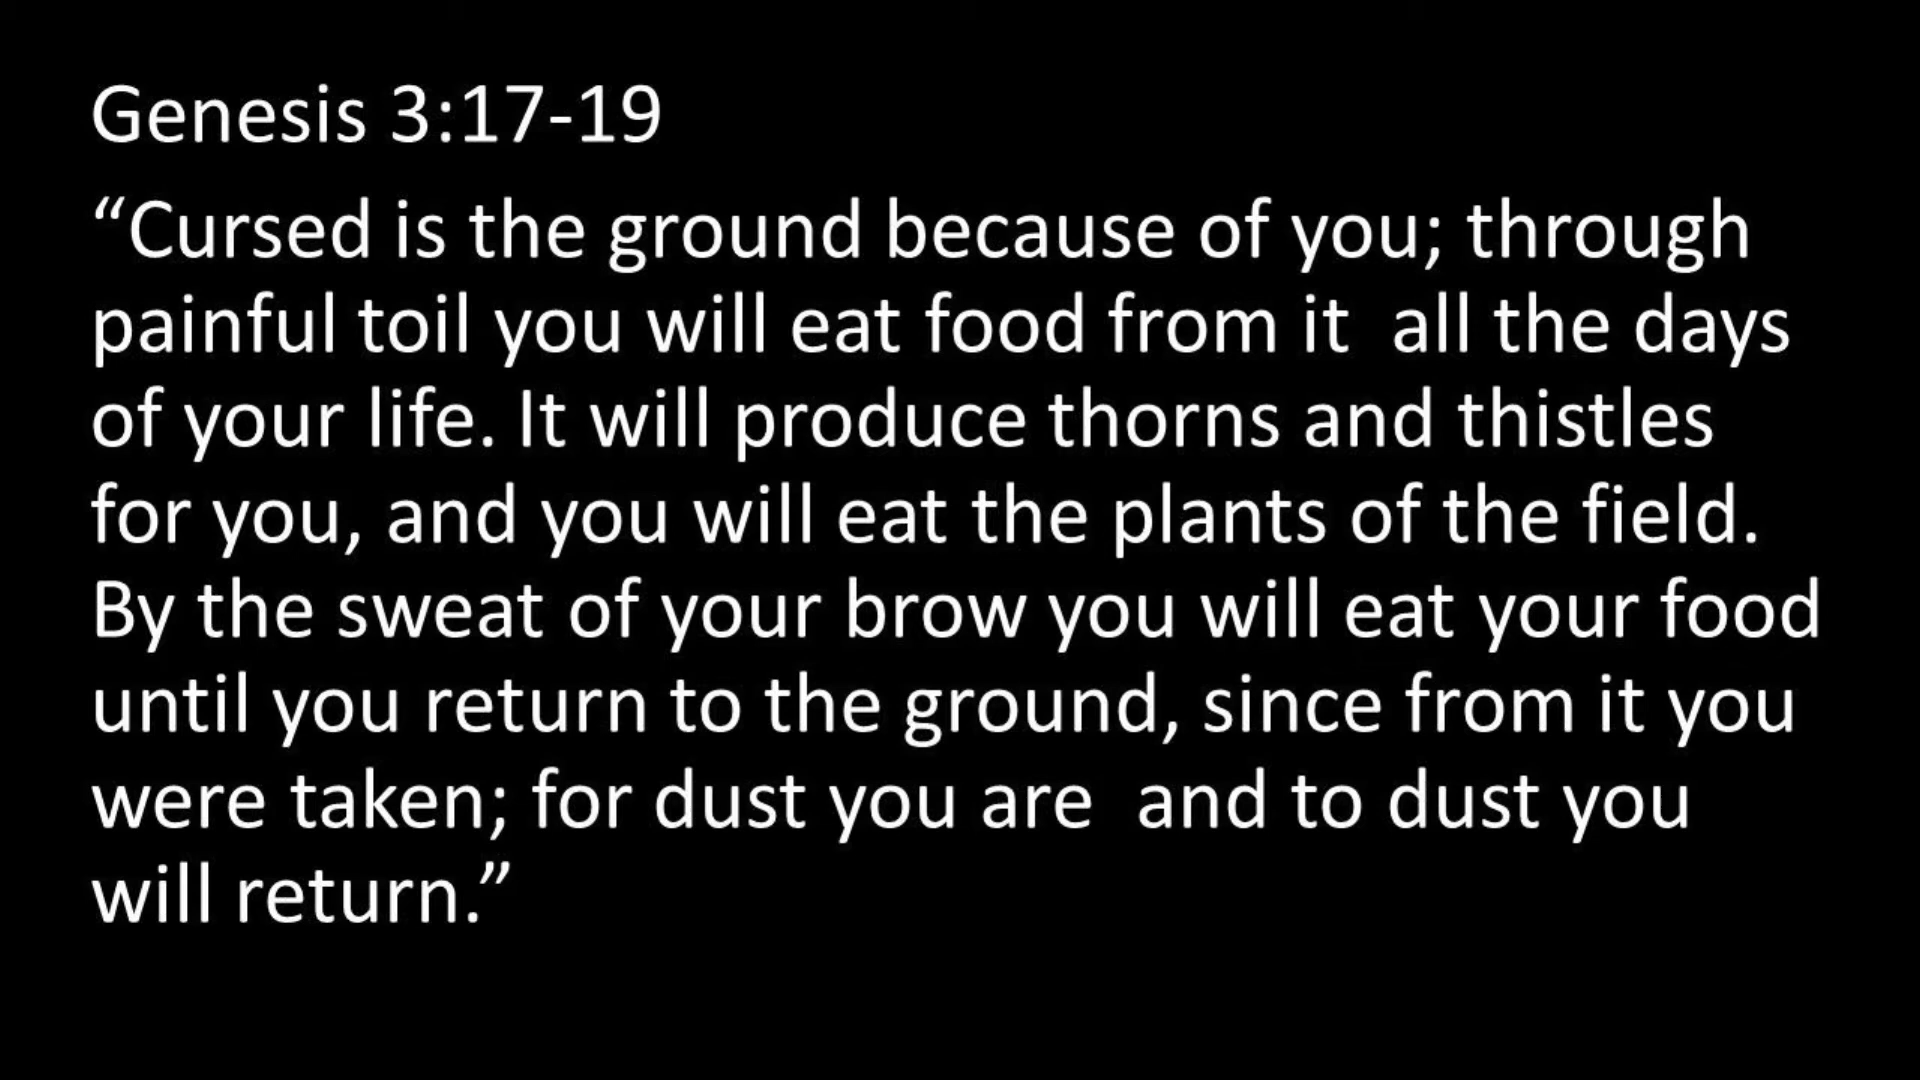 Genesis 3:17-19
“Cursed is the ground because of you; through
painful toil you will eat food from it  all the days
of your life. It will produce thorns and thistles
for you, and you will eat the plants of the field.
By the sweat of your brow you will eat your food
until you return to the ground, since from it you
were taken; for dust you are  and to dust you
will return.”